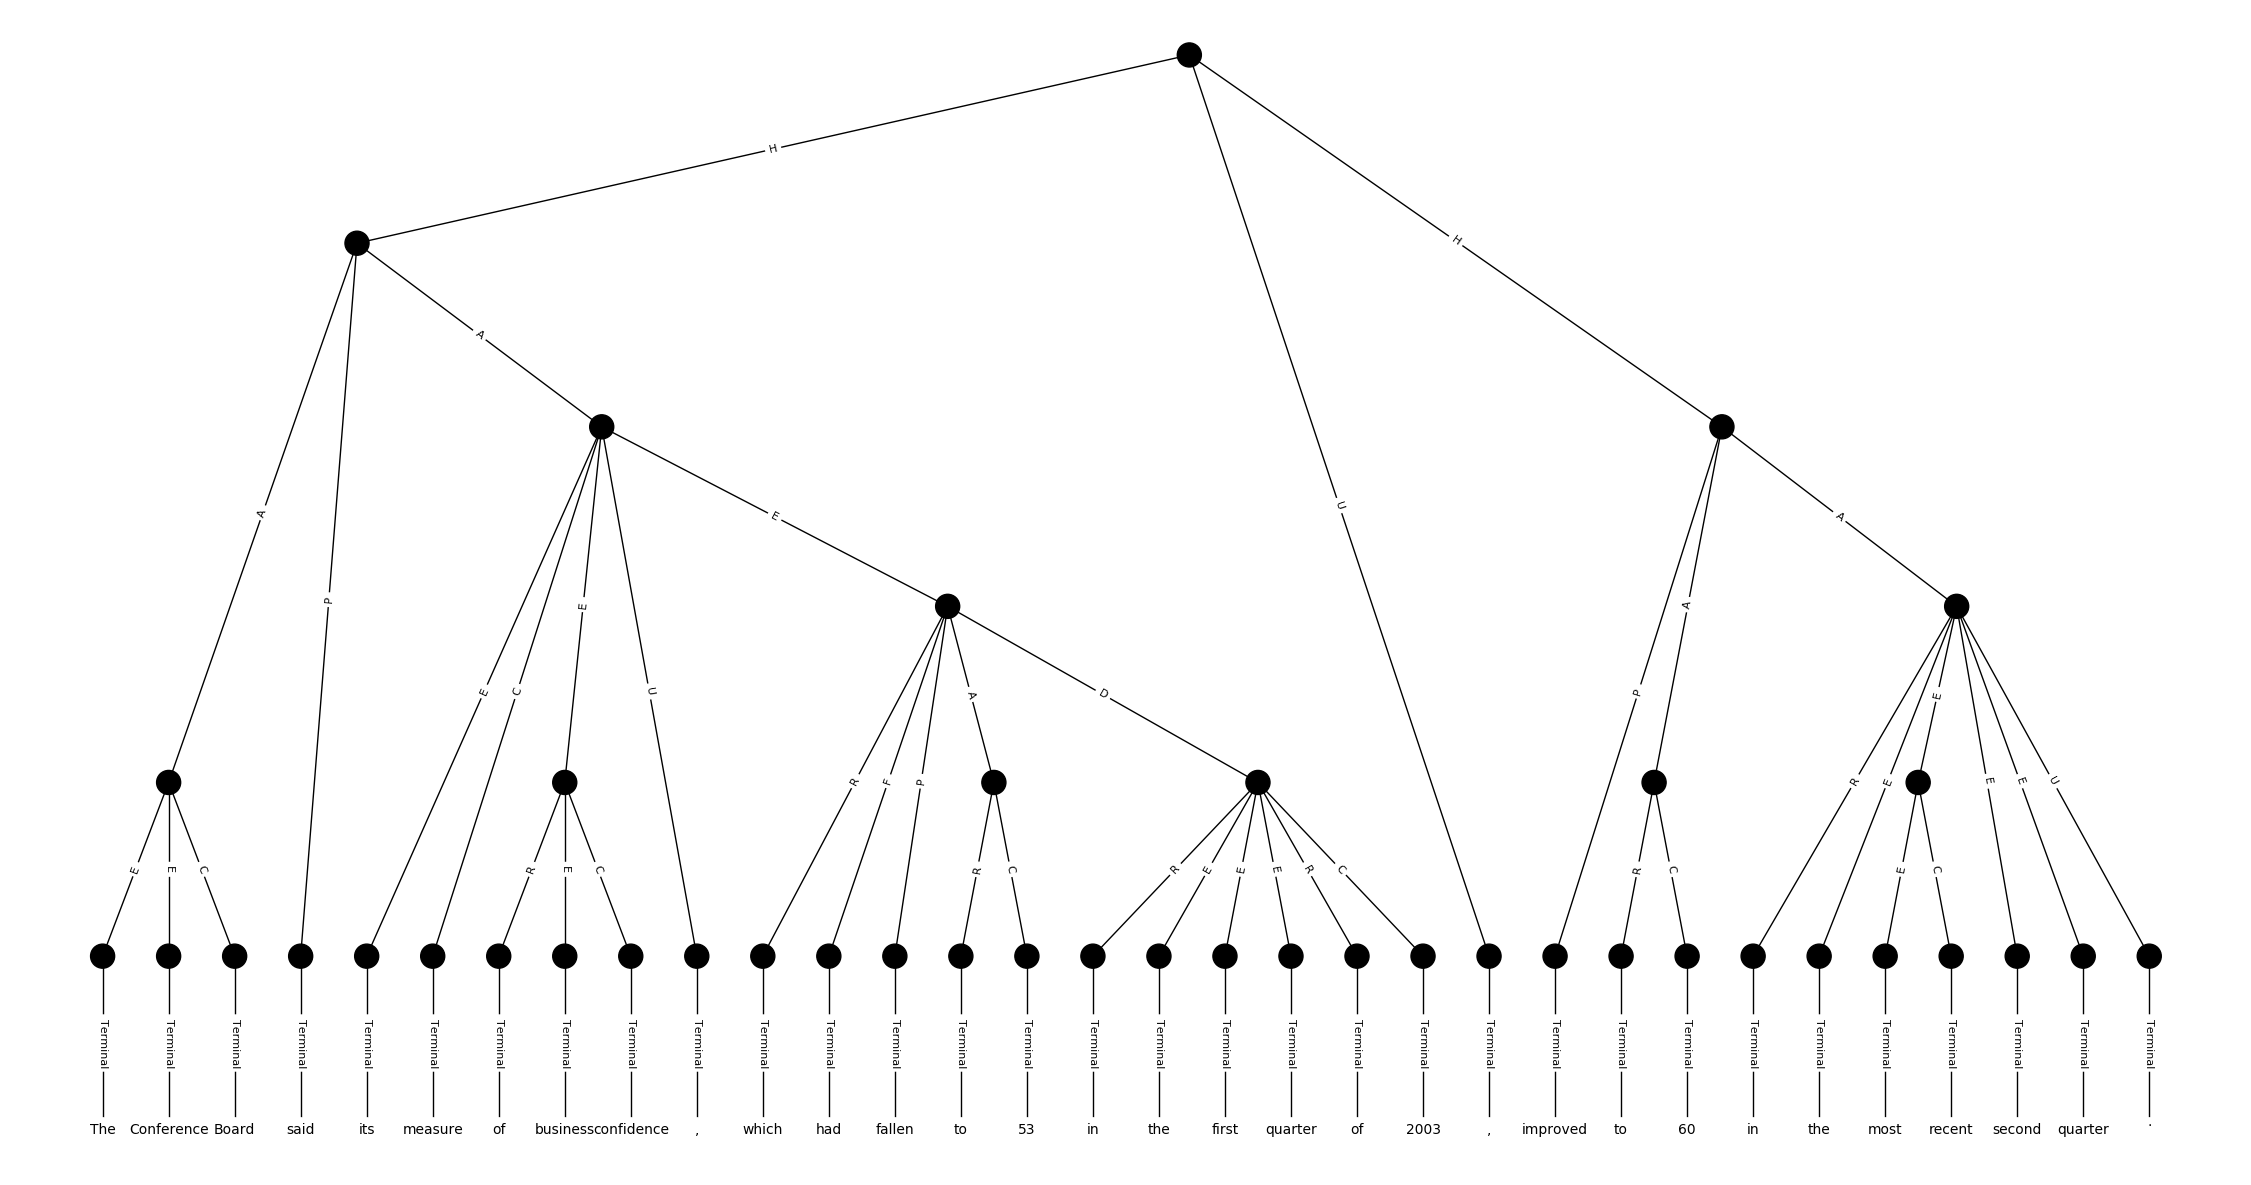 H
H
A
A
E
A
U
A
P
E
E
C
U
A
D
P
R
F
P
R
E
E
E
E
U
E
E
C
R
E
C
R
C
R
E
E
E
R
C
R
C
E
C
Terminal Terminal Terminal Terminal Terminal Terminal Terminal Terminal Terminal Terminal Terminal Terminal Terminal Terminal Terminal Terminal Terminal Terminal Terminal Terminal Terminal Terminal Terminal Terminal Terminal Terminal Terminal Terminal Terminal Terminal Terminal Terminal
The Conference Board said its measure of business confidence , which had fallen to 53 in the first quarter of 2003 , improved to 60 in the most recent second quarter .